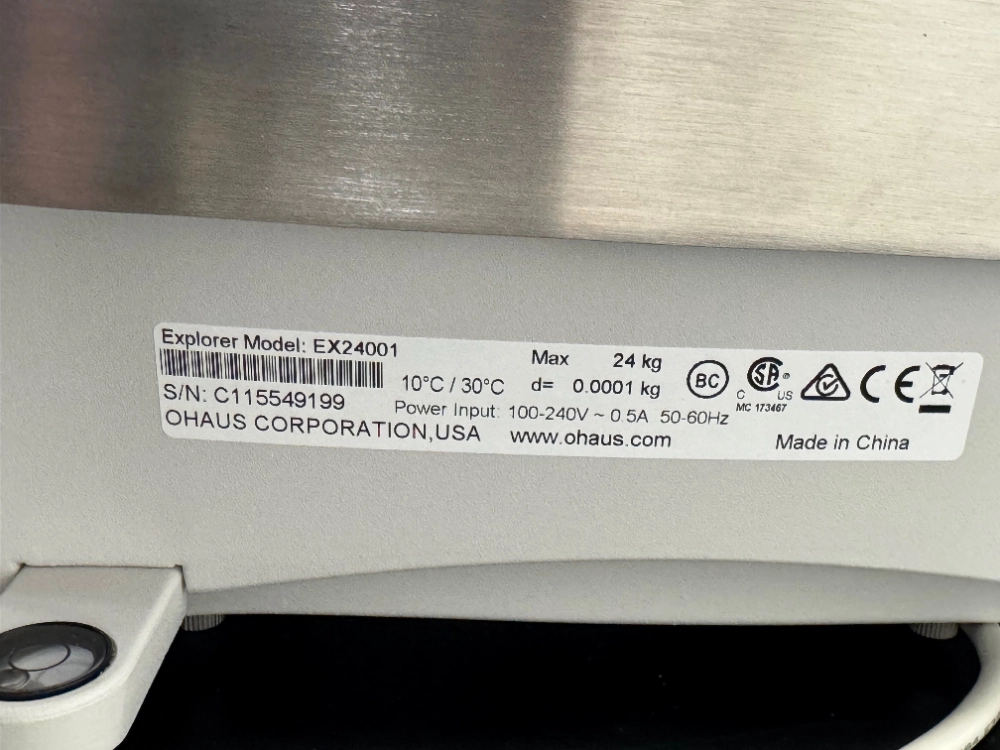 Explorer Model: EX24001
Max 24 kg
10°C / 30°C d= 0.0001 kg
S/N: C115549199
Power Input: 100-240V ~ 0.5A 50-60Hz
OHAUS CORPORATION,USA www.ohaus.com
BC
SA ®
C US
MC 173467
CE
Made in China